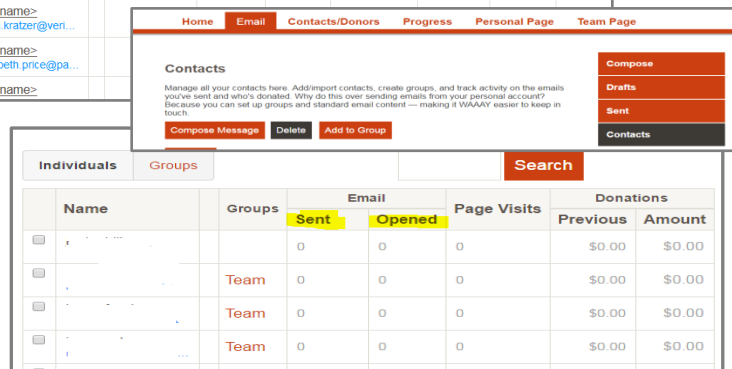 name>
.kratzer@veri...
name>
beth.price@pa...
name>
Home Email Contacts/Donors Progress Personal Page Team Page
Contacts
Manage all your contacts here. Add/import contacts, create groups, and track activity on the emails
you've sent and who's donated. Why do this over sending emails from your personal account?
Because you can set up groups and standard email content — making it WAAAY easier to keep in
touch.
Compose Message Delete Add to Group
Compose
Drafts
Sent
Contacts
Individuals Groups Search
Name Groups Email Page Visits Donations
Sent Opened Previous Amount
0 0 0 $0.00 $0.00
Team 0 0 0 $0.00 $0.00
Team 0 0 0 $0.00 $0.00
Team 0 0 0 $0.00 $0.00